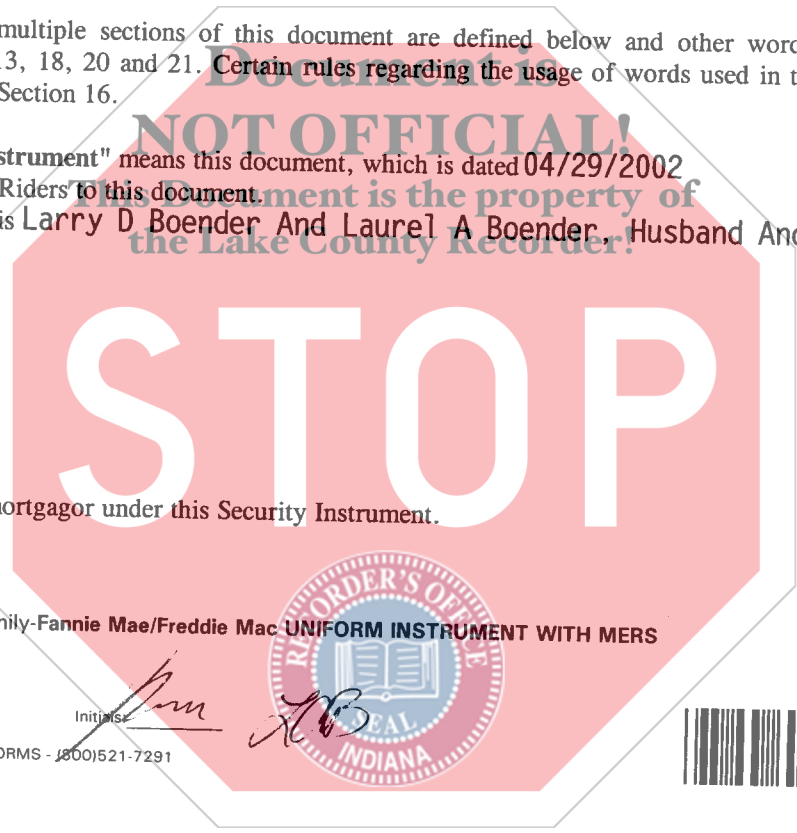 multiple sections of this document are defined below and other word
13, 18, 20 and 21. Certain rules regarding the usage of words used in t
Section 16.
Document is
NOT OFFICIAL!
This Document is the property of
the Lake County Recorder!
strument" means this document, which is dated 04/29/2002
Riders to this document.
is Larry D Boender And Laurel A Boender, Husband And
STOP
ortgagor under this Security Instrument.
RECORDER'S OFFICE
SEAL
INDIANA
ily-Fannie Mae/Freddie Mac UNIFORM INSTRUMENT WITH MERS
Initials:
ORMS - (800)521-7291